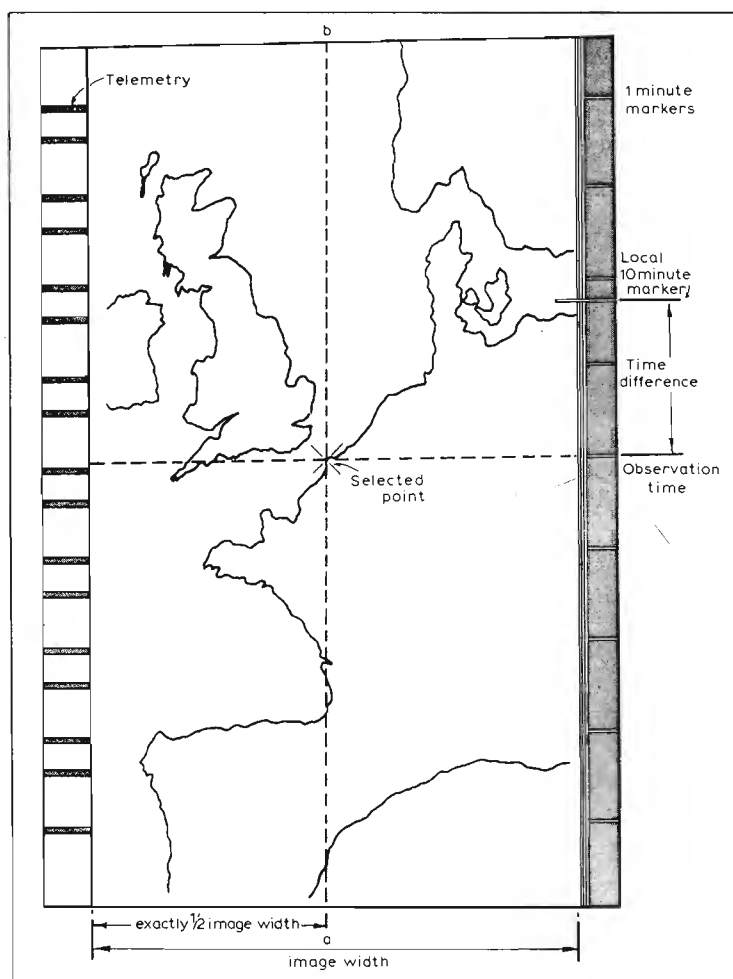 b
Telemetry
1 minute
markers
Local
10 minute
marker
Time
difference
Selected
point
Observation
time
exactly ½ image width
a
image width